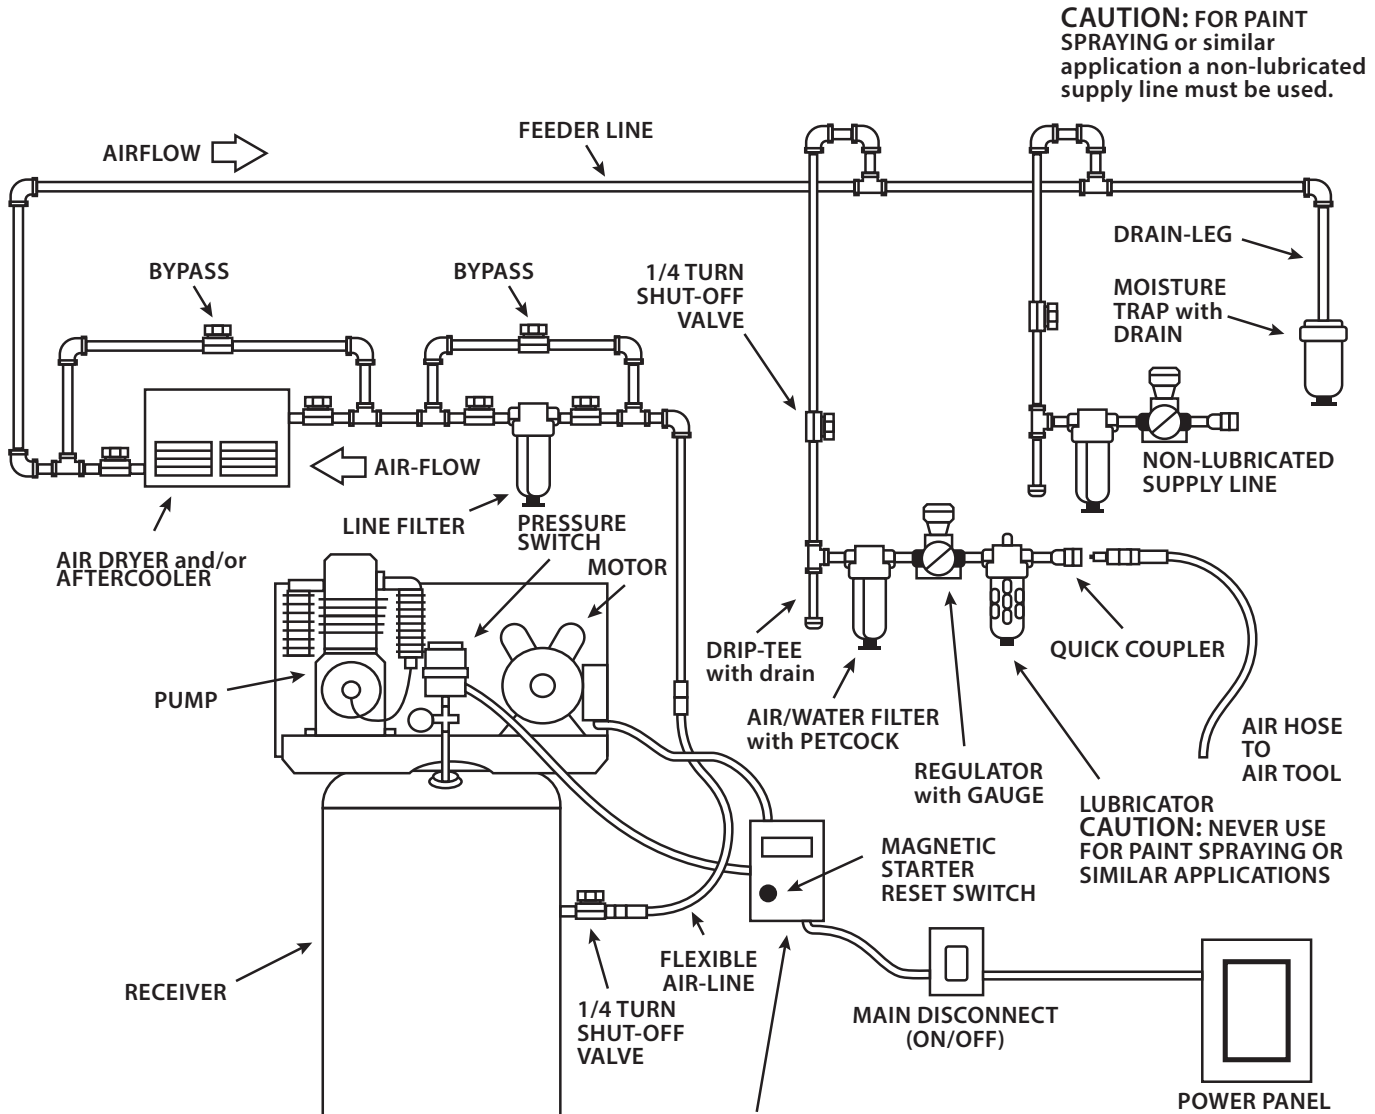 CAUTION: FOR PAINT
SPRAYING or similar
application a non-lubricated
supply line must be used.
FEEDER LINE
AIRFLOW
DRAIN-LEG
BYPASS
BYPASS
1/4 TURN
SHUT-OFF
VALVE
MOISTURE
TRAP with
DRAIN
AIR-FLOW
NON-LUBRICATED
SUPPLY LINE
LINE FILTER
PRESSURE
SWITCH
AIR DRYER and/or
AFTERCOOLER
MOTOR
DRIP-TEE
with drain
QUICK COUPLER
PUMP
AIR/WATER FILTER
with PETCOCK
AIR HOSE
TO
AIR TOOL
REGULATOR
with GAUGE
LUBRICATOR
CAUTION: NEVER USE
FOR PAINT SPRAYING OR
SIMILAR APPLICATIONS
MAGNETIC
STARTER
RESET SWITCH
FLEXIBLE
AIR-LINE
RECEIVER
1/4 TURN
SHUT-OFF
VALVE
MAIN DISCONNECT
(ON/OFF)
POWER PANEL